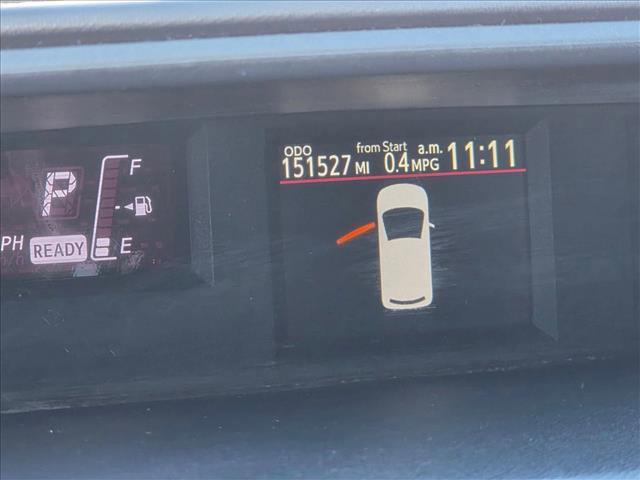 P
F
PH READY E
ODO from Start a.m.
151527 MI 0.4 MPG 11:11